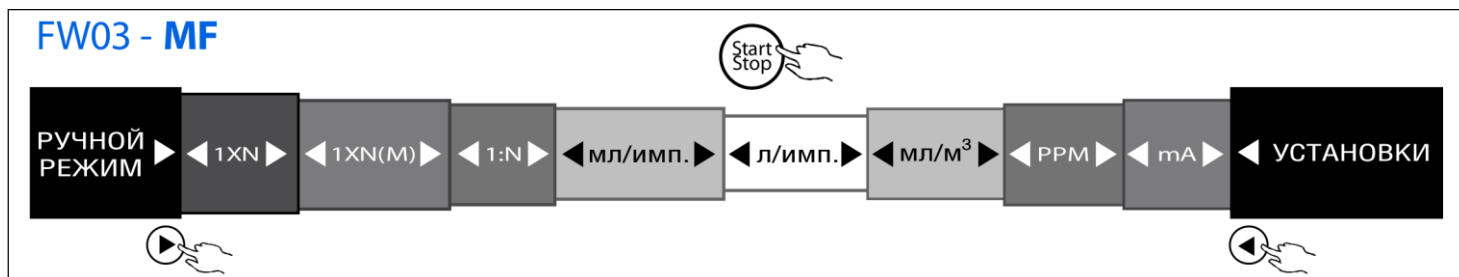 FW03 - MF
Start
Stop
РУЧНОЙ
РЕЖИМ
1XN
1XN(M)
1:N
мл/имп.
л/имп.
мл/м³
PPM
mA
УСТАНОВКИ